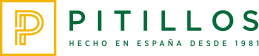 P
PITILLOS
HECHO EN ESPAÑA DESDE 1981